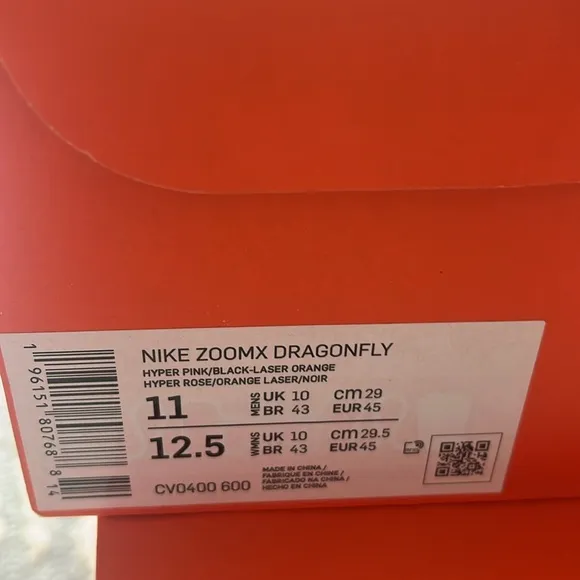 NIKE ZOOMX DRAGONFLY
HYPER PINK/BLACK-LASER ORANGE
HYPER ROSE/ORANGE LASER/NOIR
11 MENS UK 10 CM 29
BR 43 EUR 45
12.5 WMNS UK 10 CM 29.5
BR 43 EUR 45
CV0400 600
MADE IN CHINA /
FABRIQUE EN CHINE /
FABRICADO NA CHINA /
HECHO EN CHINA
1 96151 80768 8 14